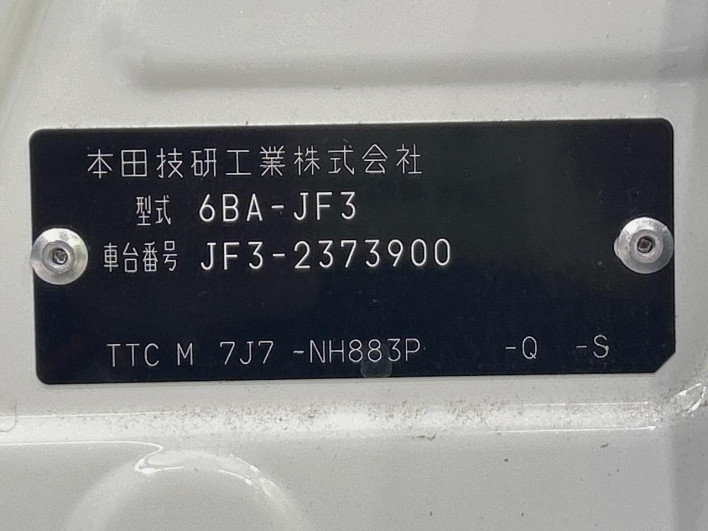 本田技研工業株式会社
型式 6BA-JF3
車台番号 JF3-2373900
TTC M 7J7 -NH883P -Q -S